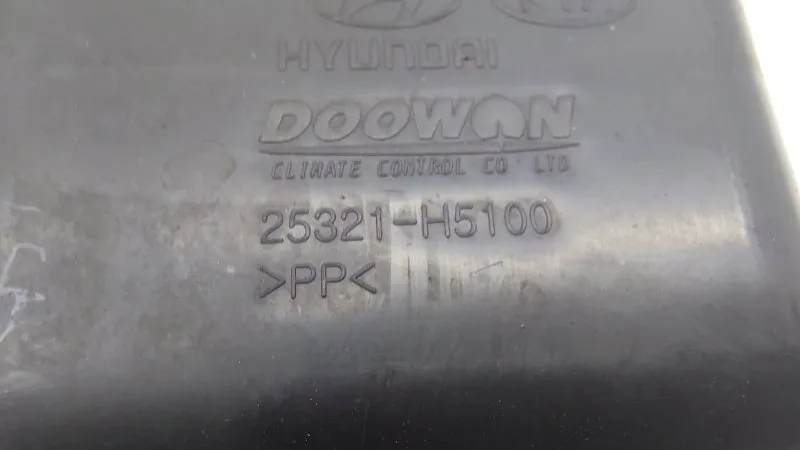 HYUNDAI
DOOWON
CLIMATE CONTROL CO LTD
25321-H5100
>PP<